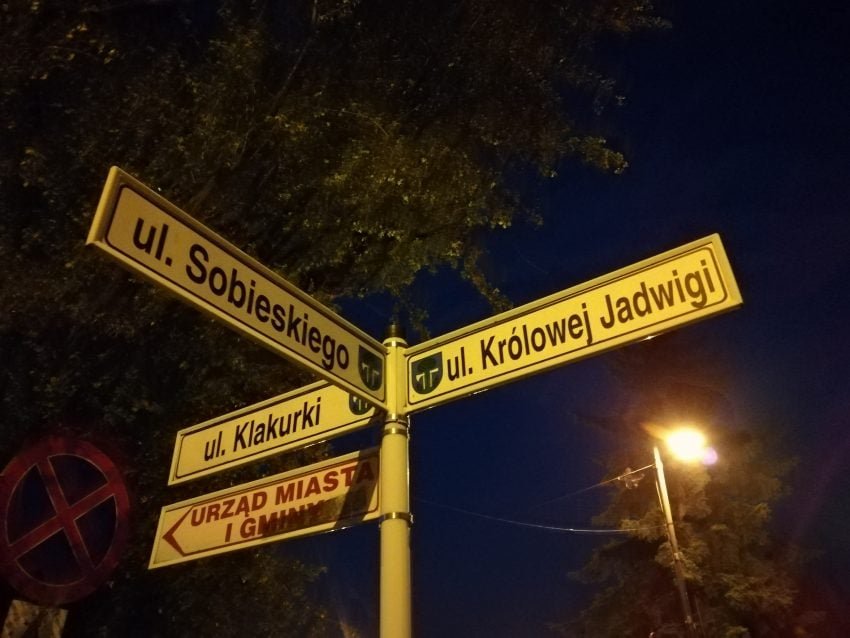 ul. Sobieskiego
ul. Królowej Jadwigi
ul. Klakurki
URZĄD MIASTA
I GMINY